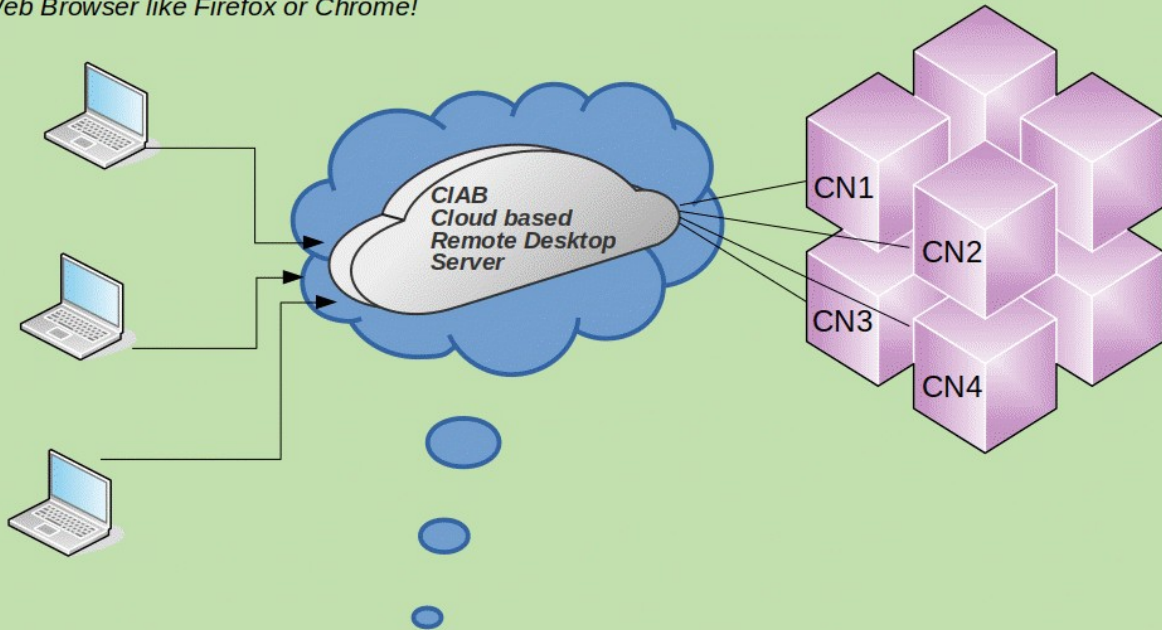 Web Browser like Firefox or Chrome!
CIAB
Cloud based
Remote Desktop
Server
CN1
CN2
CN3
CN4